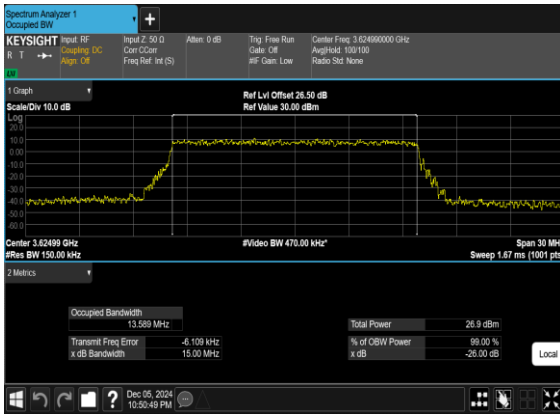 Spectrum Analyzer 1
Occupied BW
+
KEYSIGHT
R T
LM
Input: RF
Coupling: DC
Align: Off
Input Z: 50 Ω
Corr CCorr
Freq Ref: Int (S)
Atten: 0 dB
Trig: Free Run
Gate: Off
#IF Gain: Low
Center Freq: 3.624990000 GHz
Avg|Hold: 100/100
Radio Std: None
1 Graph
Scale/Div 10.0 dB
Ref Lvl Offset 26.50 dB
Ref Value 30.00 dBm
Log
20.0
10.0
0.00
-10.0
-20.0
-30.0
-40.0
-50.0
-60.0
Center 3.62499 GHz
#Res BW 150.00 kHz
#Video BW 470.00 kHz*
Span 30 MH
Sweep 1.67 ms (1001 pts
2 Metrics
Occupied Bandwidth
13.589 MHz
Transmit Freq Error -6.109 kHz
x dB Bandwidth 15.00 MHz
Total Power 26.9 dBm
% of OBW Power 99.00 %
x dB -26.00 dB
Local
?
Dec 05, 2024
10:50:49 PM